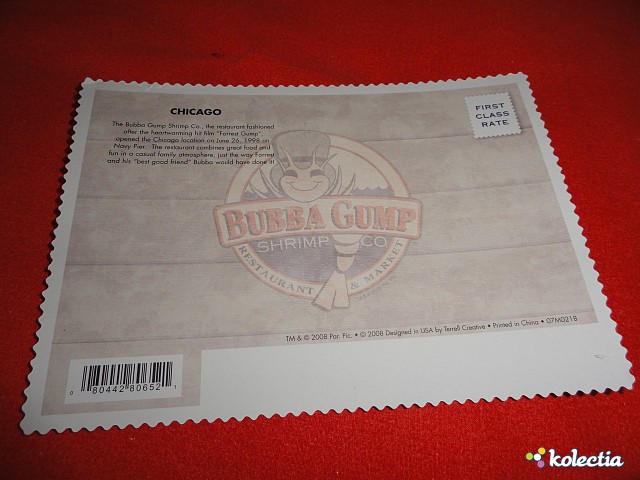 CHICAGO
The Bubba Gump Shrimp Co., the restaurant fashioned
after the heartwarming hit film "Forrest Gump",
opened the Chicago location on June 26, 1998 on
Navy Pier. The restaurant combines great food and
fun in a casual family atmosphere, just the way Forrest
and his "best good friend" Bubba would have done it!
FIRST
CLASS
RATE
BUBBA GUMP
SHRIMP CO
RESTAURANT & MARKET
TM & © 2008 Par. Pic. • © 2008 Designed in USA by Terrell Creative • Printed in China • 07M0218
0 80442 80652 1
kolectia